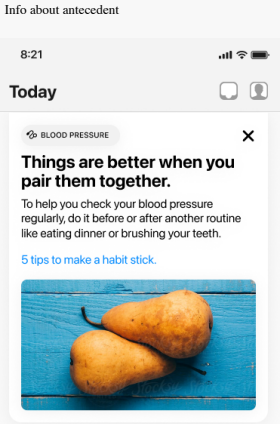 Info about antecedent
8:21
Today
BLOOD PRESSURE
Things are better when you
pair them together.
To help you check your blood pressure
regularly, do it before or after another routine
like eating dinner or brushing your teeth.
5 tips to make a habit stick.